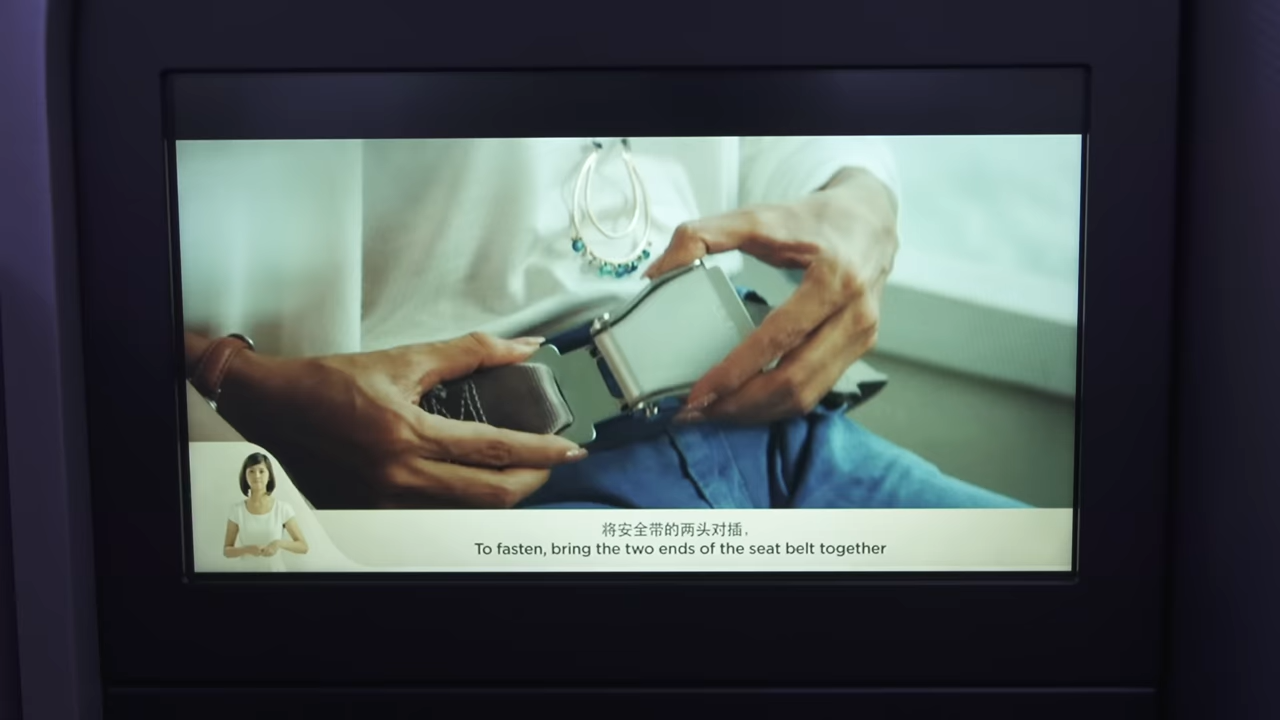 将安全带的两头对插,
To fasten, bring the two ends of the seat belt together